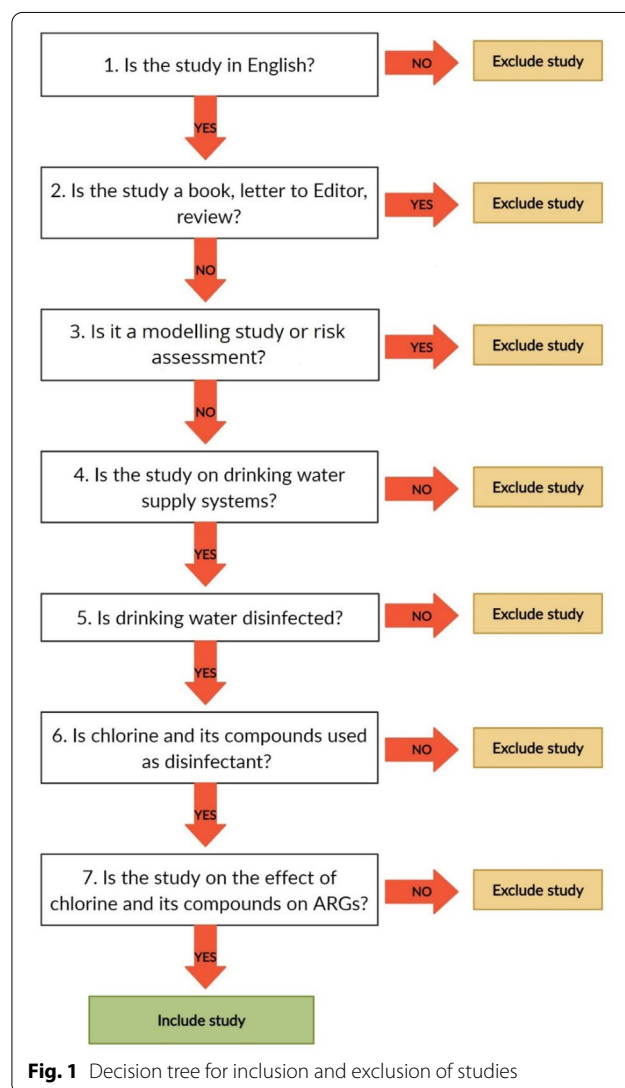 1. Is the study in English?
NO
Exclude study
YES
2. Is the study a book, letter to Editor,
review?
YES
Exclude study
NO
3. Is it a modelling study or risk
assessment?
YES
Exclude study
NO
4. Is the study on drinking water
supply systems?
NO
Exclude study
YES
5. Is drinking water disinfected?
NO
Exclude study
YES
6. Is chlorine and its compounds used
as disinfectant?
NO
Exclude study
YES
7. Is the study on the effect of
chlorine and its compounds on ARGs?
NO
Exclude study
YES
Include study
Fig. 1 Decision tree for inclusion and exclusion of studies